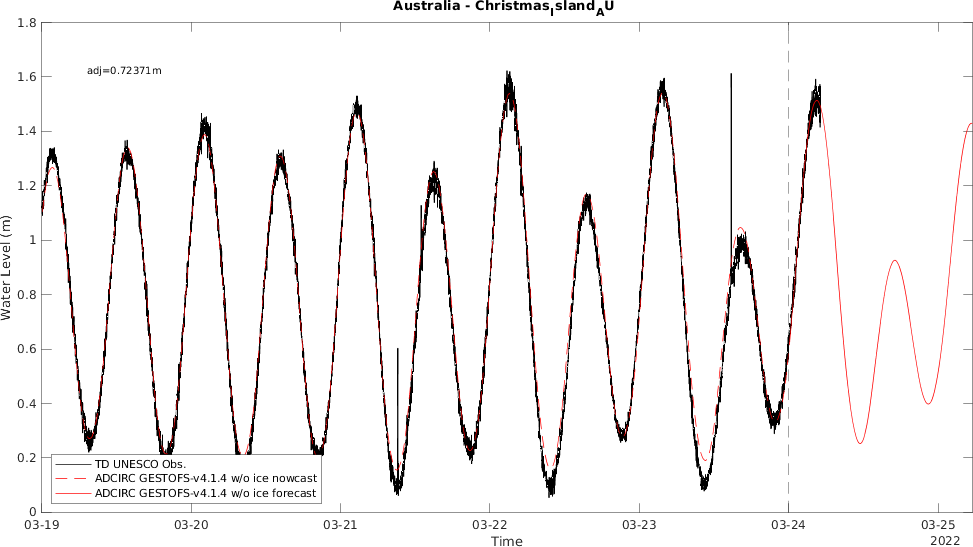 Australia - Christmas_Island_AU
1.8
1.6
adj=0.72371m
1.4
1.2
1
0.8
0.6
0.4
0.2
0
Water Level (m)
TD UNESCO Obs.
ADCIRC GESTOFS-v4.1.4 w/o ice nowcast
ADCIRC GESTOFS-v4.1.4 w/o ice forecast
03-19 03-20 03-21 03-22 03-23 03-24 03-25
Time
2022